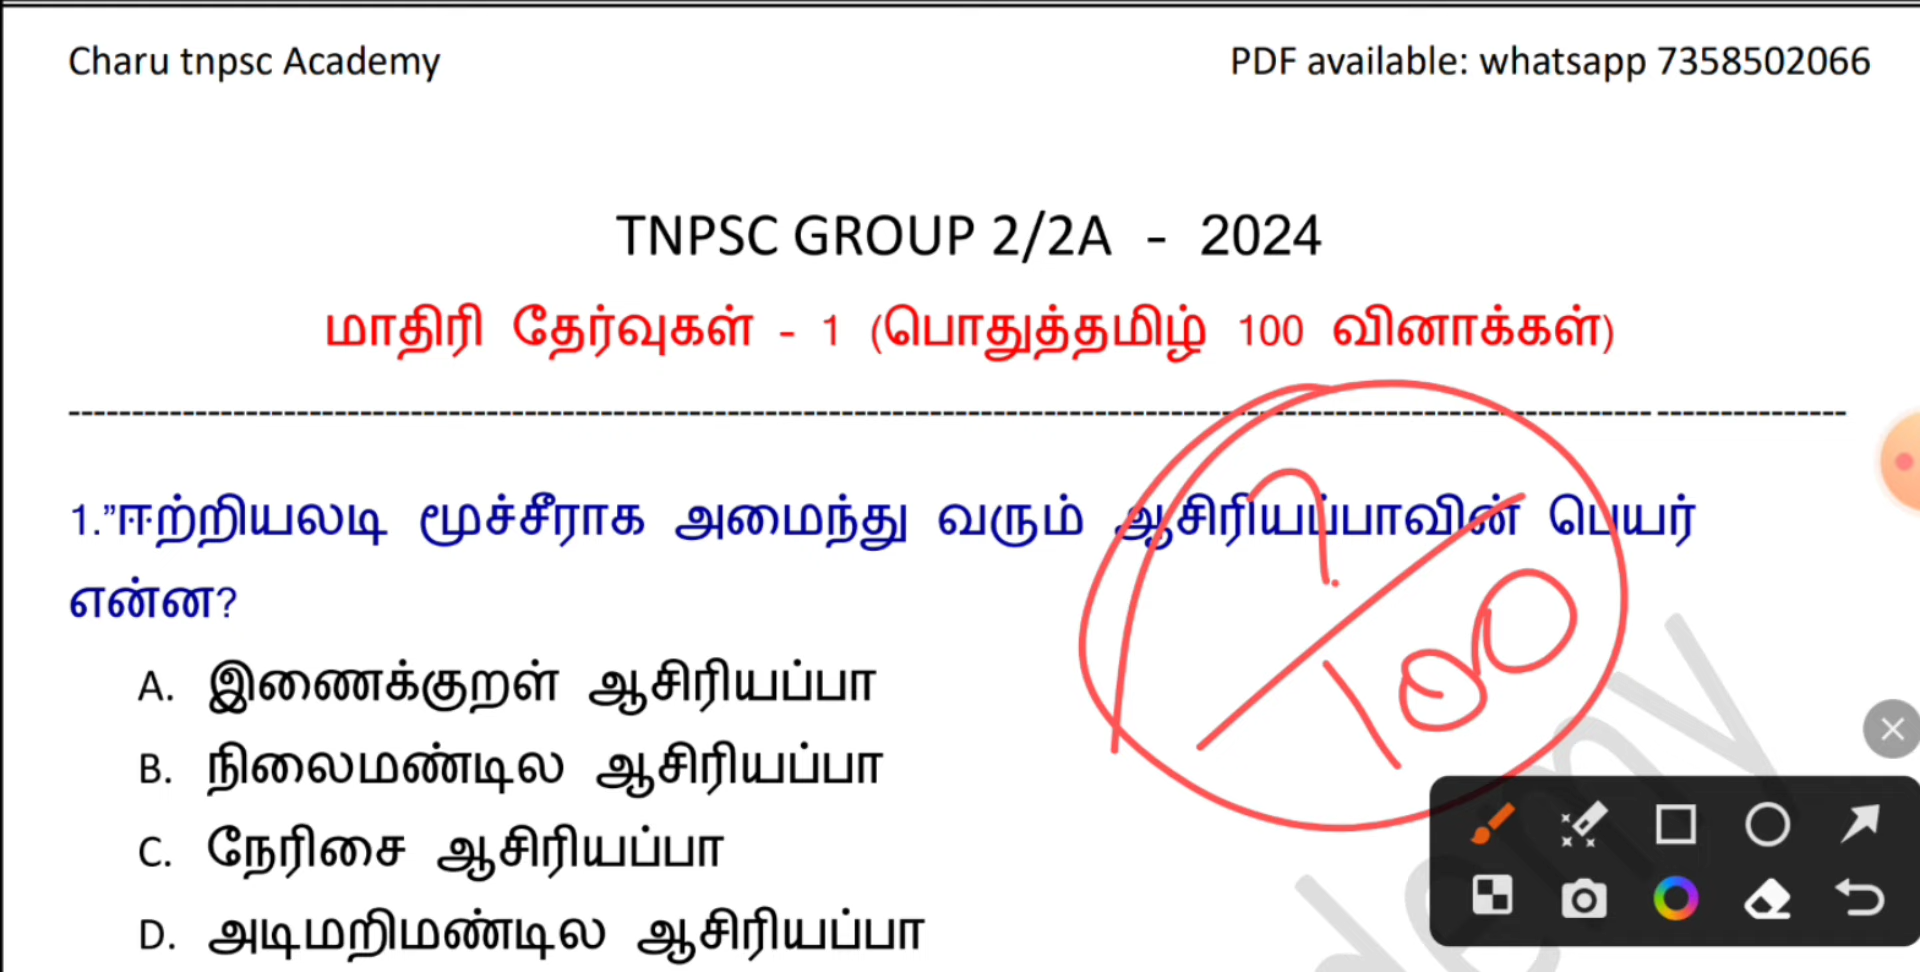 Charu tnpsc Academy
PDF available: whatsapp 7358502066
TNPSC GROUP 2/2A - 2024
மாதிரி தேர்வுகள் - 1 (பொதுத்தமிழ் 100 வினாக்கள்)
1.”ஈற்றியலடி மூச்சீராக அமைந்து வரும் ஆசிரியப்பாவின் பெயர்
என்ன?
?
100
A. இணைக்குறள் ஆசிரியப்பா
B. நிலைமண்டில ஆசிரியப்பா
C. நேரிசை ஆசிரியப்பா
D. அடிமறிமண்டில ஆசிரியப்பா